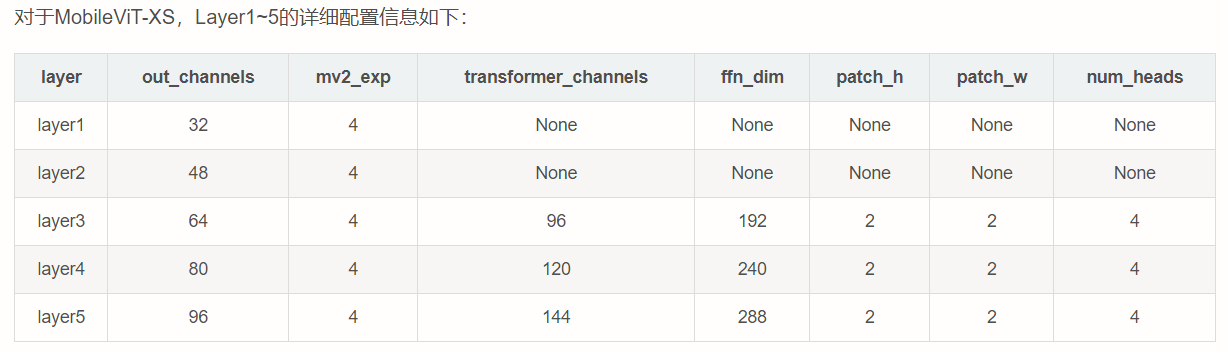 对于MobileViT-XS，Layer1~5的详细配置信息如下：
layer out_channels mv2_exp transformer_channels ffn_dim patch_h patch_w num_heads
layer1 32 4 None None None None None
layer2 48 4 None None None None None
layer3 64 4 96 192 2 2 4
layer4 80 4 120 240 2 2 4
layer5 96 4 144 288 2 2 4